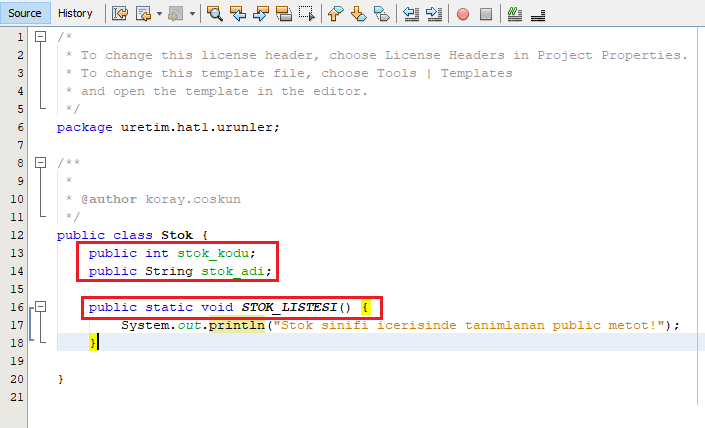 Source History
1 /*
2 * To change this license header, choose License Headers in Project Properties.
3 * To change this template file, choose Tools | Templates
4 * and open the template in the editor.
5 */
6 package uretim.hat1.urunler;
7
8 /**
9 *
10 * @author koray.coskun
11 */
12 public class Stok {
13 public int stok_kodu;
14 public String stok_adi;
15
16 public static void STOK_LISTESI() {
17 System.out.println("Stok sinifi icerisinde tanimlanan public metot!");
18 }
19
20 }
21